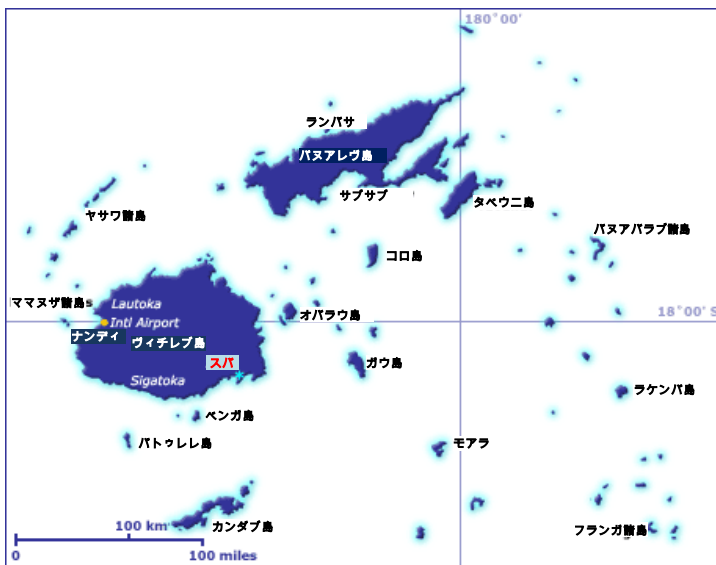 180°00'
ランバサ
バヌアレヴ島
サブサブ
タベウニ島
ヤサワ諸島
バヌアバラブ諸島
コロ島
ママヌザ諸島s
Lautoka
オバラウ島
18°00' S
Intl Airport
ナンディ
ヴィチレブ島
スバ
ガウ島
Sigatoka
ラケンバ島
ベンガ島
バトゥレレ島
モアラ
カンダブ島
フランガ諸島
100 km
0
100 miles